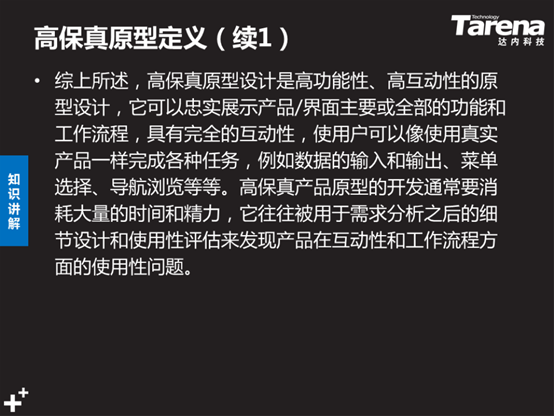 高保真原型定义（续1）
Technology
Tarena
达内科技
• 综上所述，高保真原型设计是高功能性、高互动性的原
型设计，它可以忠实展示产品/界面主要或全部的功能和
工作流程，具有完全的互动性，使用户可以像使用真实
产品一样完成各种任务，例如数据的输入和输出、菜单
选择、导航浏览等等。高保真产品原型的开发通常要消
耗大量的时间和精力，它往往被用于需求分析之后的细
节设计和使用性评估来发现产品在互动性和工作流程方
面的使用性问题。
知
识
讲
解